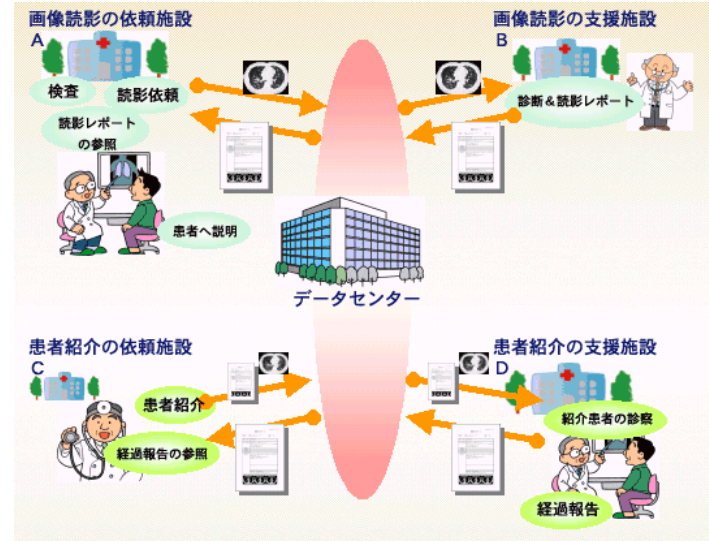 画像読影の依頼施設
A
検査
読影依頼
読影レポート
の参照
患者へ説明
画像読影の支援施設
B
診断＆読影レポート
データセンター
患者紹介の依頼施設
C
患者紹介
経過報告の参照
患者紹介の支援施設
D
紹介患者の診察
経過報告